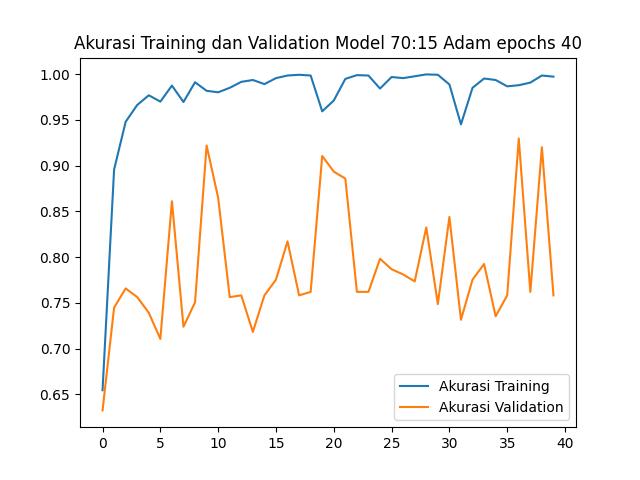 Akurasi Training dan Validation Model 70:15 Adam epochs 40
1.00
0.95
0.90
0.85
0.80
0.75
0.70
0.65
Akurasi Training
Akurasi Validation
0 5 10 15 20 25 30 35 40